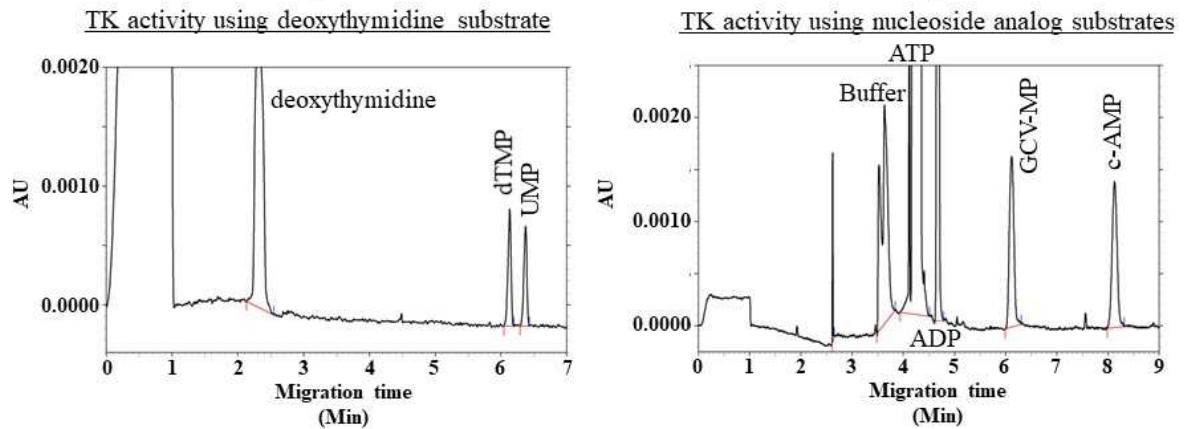 TK activity using deoxythymidine substrate
0.0020
0.0010
0.0000
AU
deoxythymidine
dTMP
UMP
0 1 2 3 4 5 6 7
Migration time
(Min)
TK activity using nucleoside analog substrates
ATP
0.0020
0.0010
0.0000
AU
Buffer
GCV-MP
c-AMP
ADP
0 1 2 3 4 5 6 7 8 9
Migration time
(Min)